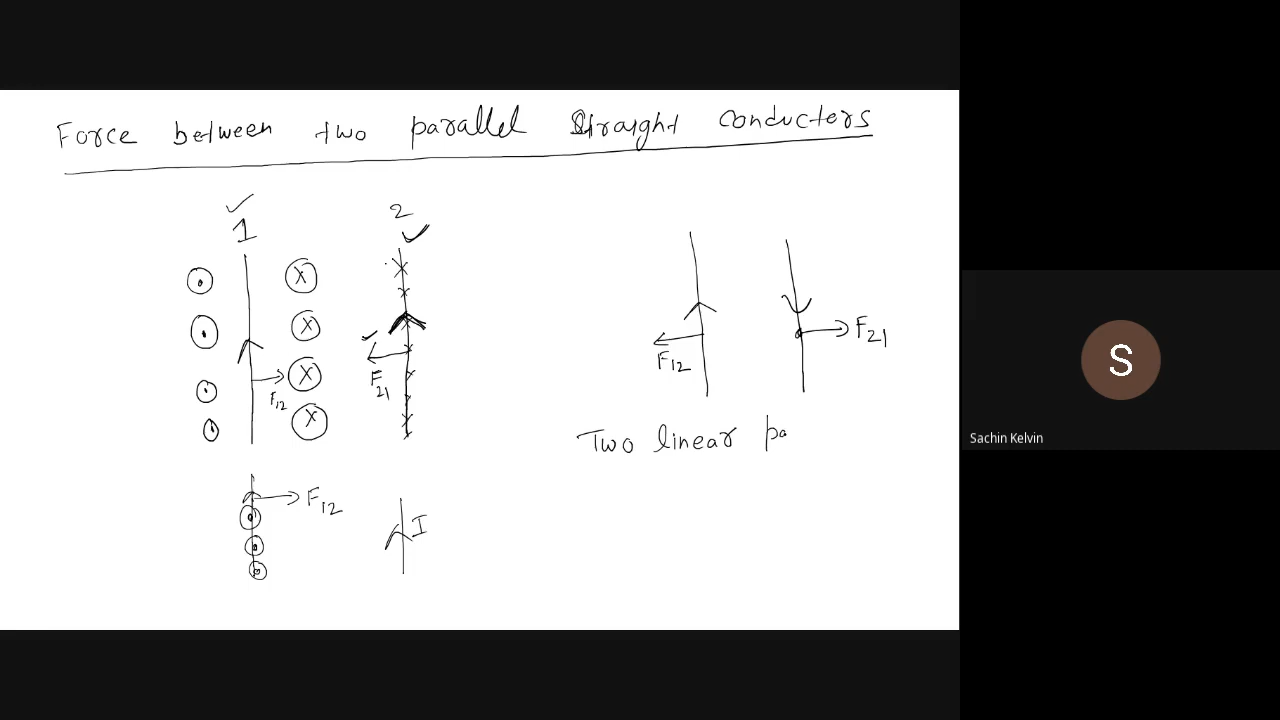 Force between two parallel straight conductors
1
2
F12
F21
F12
I
F12
F21
Two linear pa
S
Sachin Kelvin